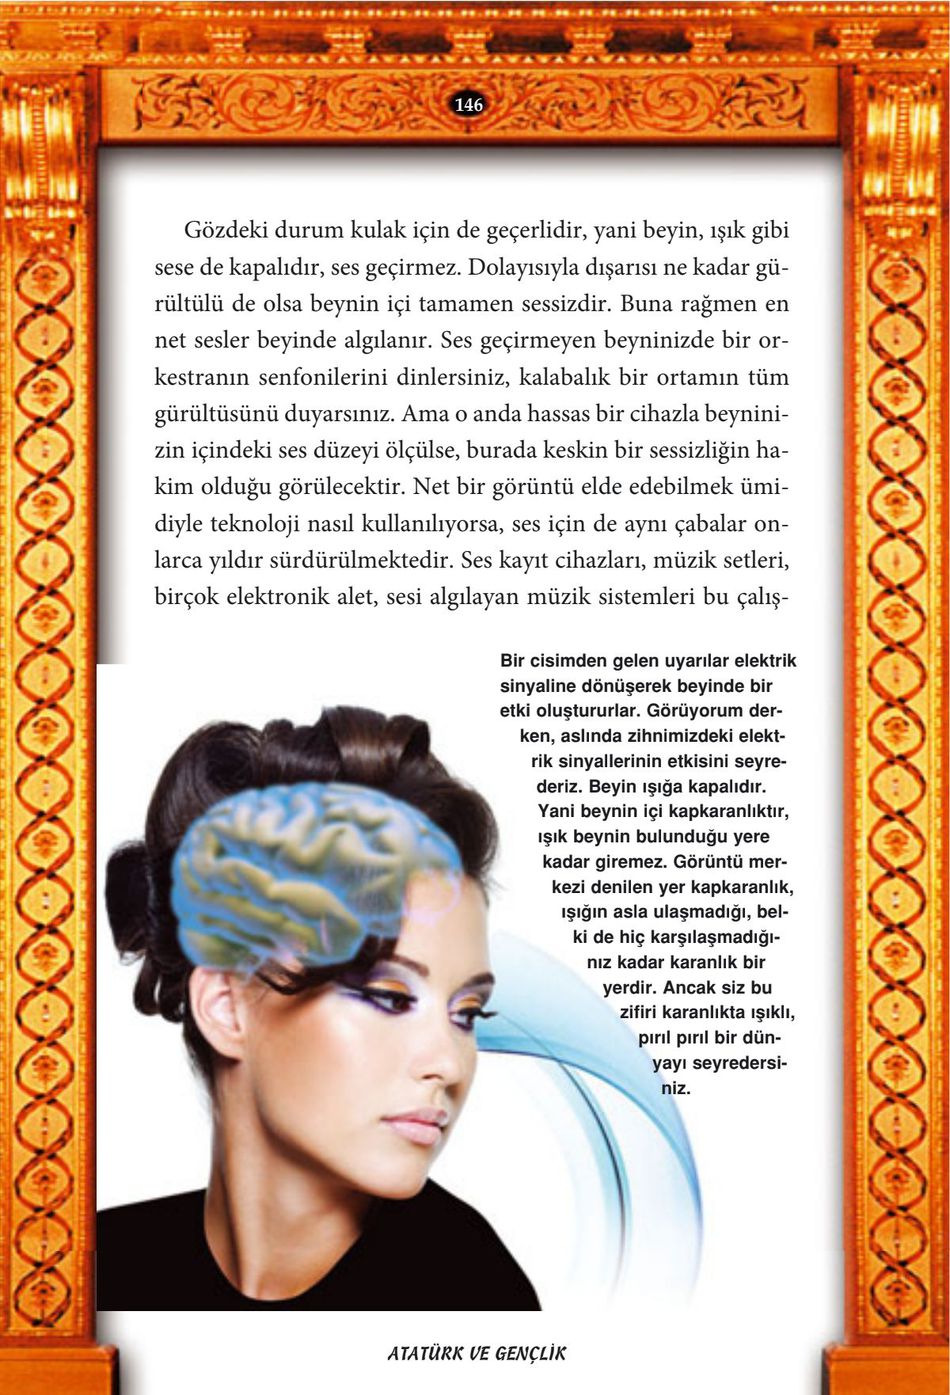 146
Gözdeki durum kulak için de geçerlidir, yani beyin, ışık gibi
sese de kapalıdır, ses geçirmez. Dolayısıyla dışarısı ne kadar gü-
rültülü de olsa beynin içi tamamen sessizdir. Buna rağmen en
net sesler beyinde algılanır. Ses geçirmeyen beyninizde bir or-
kestranın senfonilerini dinlersiniz, kalabalık bir ortamın tüm
gürültüsünü duyarsınız. Ama o anda hassas bir cihazla beynini-
zin içindeki ses düzeyi ölçülse, burada keskin bir sessizliğin ha-
kim olduğu görülecektir. Net bir görüntü elde edebilmek ümi-
diyle teknoloji nasıl kullanılıyorsa, ses için de aynı çabalar on-
larca yıldır sürdürülmektedir. Ses kayıt cihazları, müzik setleri,
birçok elektronik alet, sesi algılayan müzik sistemleri bu çalış-
Bir cisimden gelen uyarılar elektrik
sinyaline dönüşerek beyinde bir
etki oluştururlar. Görüyorum der-
ken, aslında zihnimizdeki elekt-
rik sinyallerinin etkisini seyre-
deriz. Beyin ışığa kapalıdır.
Yani beynin içi kapkaranlıktır,
ışık beynin bulunduğu yere
kadar giremez. Görüntü mer-
kezi denilen yer kapkaranlık,
ışığın asla ulaşmadığı, bel-
ki de hiç karşılaşmadığı-
nız kadar karanlık bir
yerdir. Ancak siz bu
zifiri karanlıkta ışıklı,
pırıl pırıl bir dün-
yayı seyredersi-
niz.
ATATÜRK VE GENÇLİK